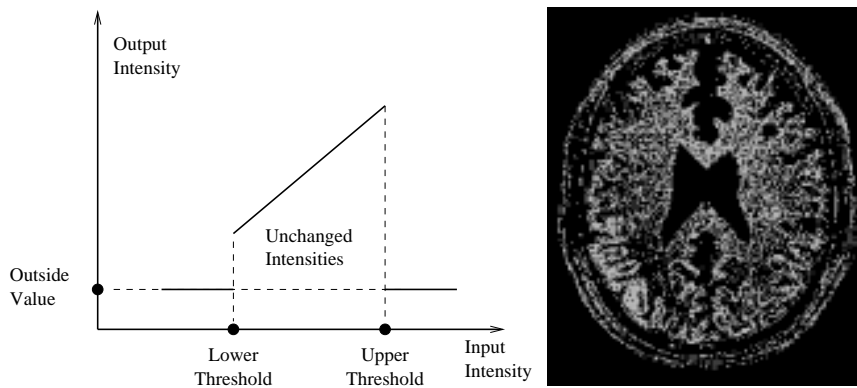 Output
Intensity
Unchanged
Intensities
Outside
Value
Lower
Threshold
Upper
Threshold
Input
Intensity